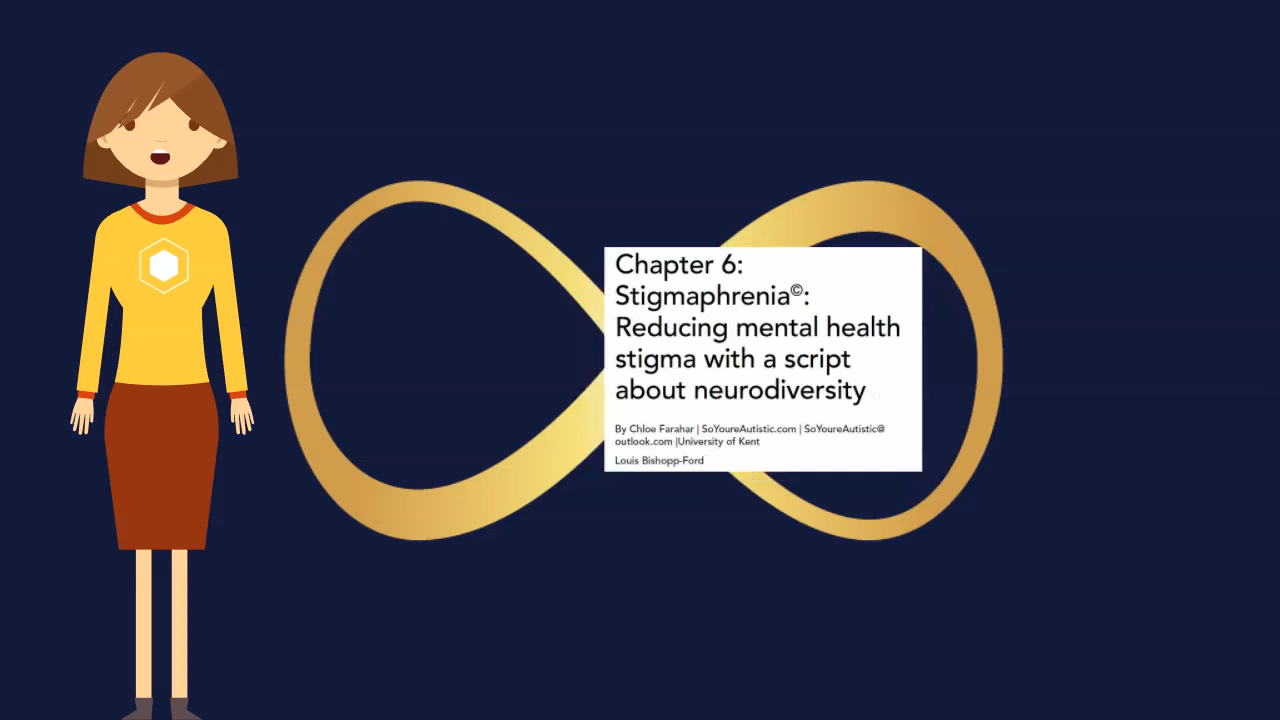 Chapter 6:
Stigmaphrenia©:
Reducing mental health
stigma with a script
about neurodiversity
By Chloe Farahar | SoYoureAutistic.com | SoYoureAutistic@
outlook.com |University of Kent
Louis Bishopp-Ford